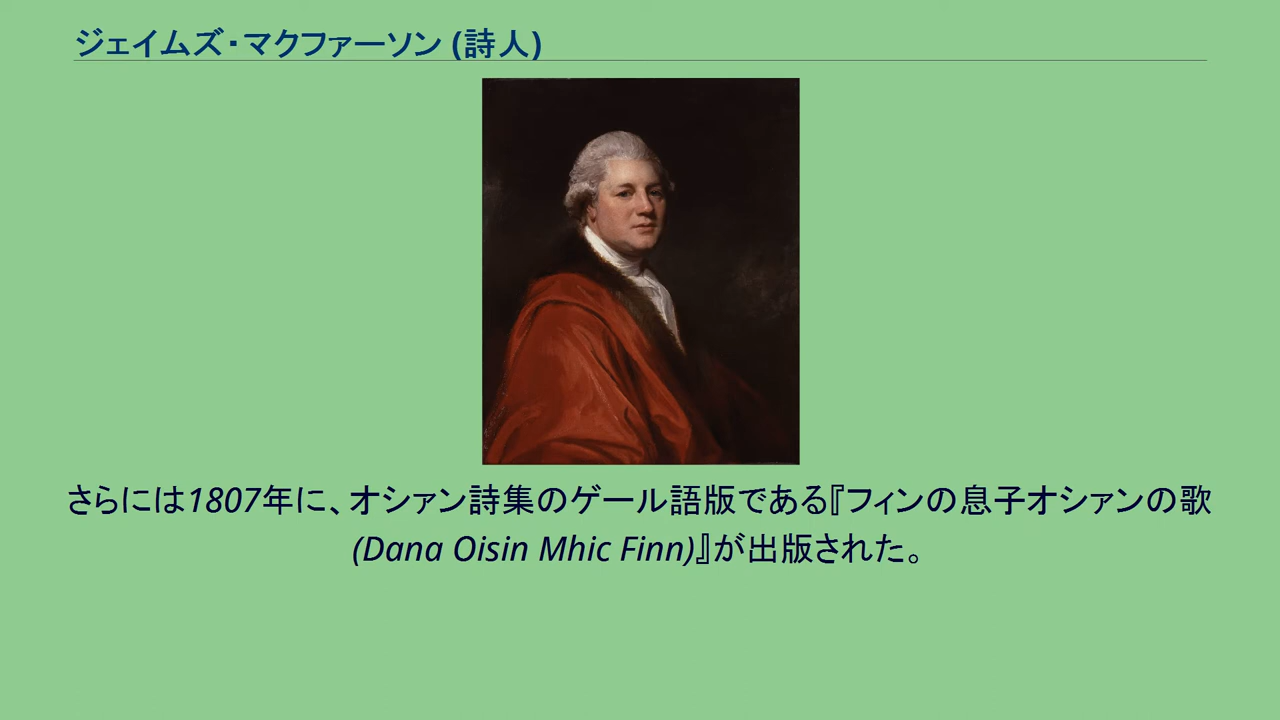 ジェイムズ・マクファーソン (詩人)
さらには1807年に、オシァン詩集のゲール語版である『フィンの息子オシァンの歌
(Dana Oisin Mhic Finn)』が出版された。